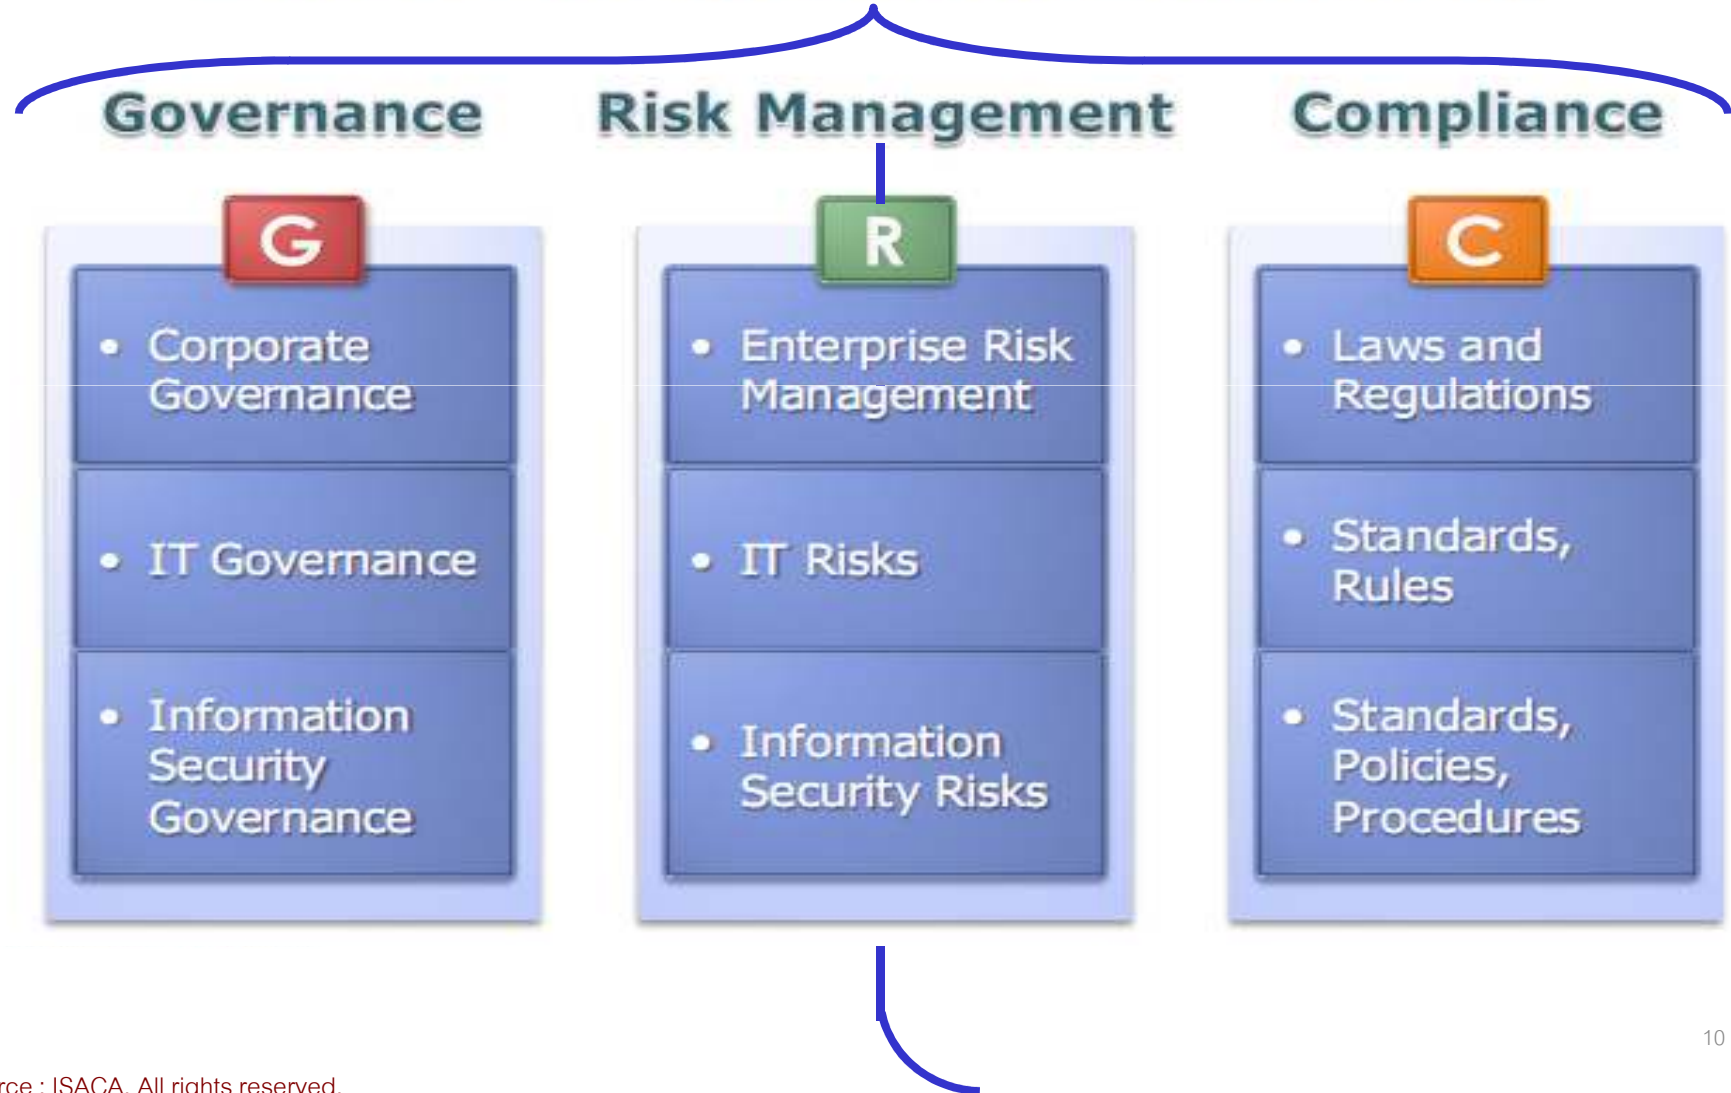 Governance
Risk Management
Compliance
G
R
C
• Corporate
Governance
• IT Governance
• Information
Security
Governance
• Enterprise Risk
Management
• IT Risks
• Information
Security Risks
• Laws and
Regulations
• Standards,
Rules
• Standards,
Policies,
Procedures
10
rce : ISACA. All rights reserved.